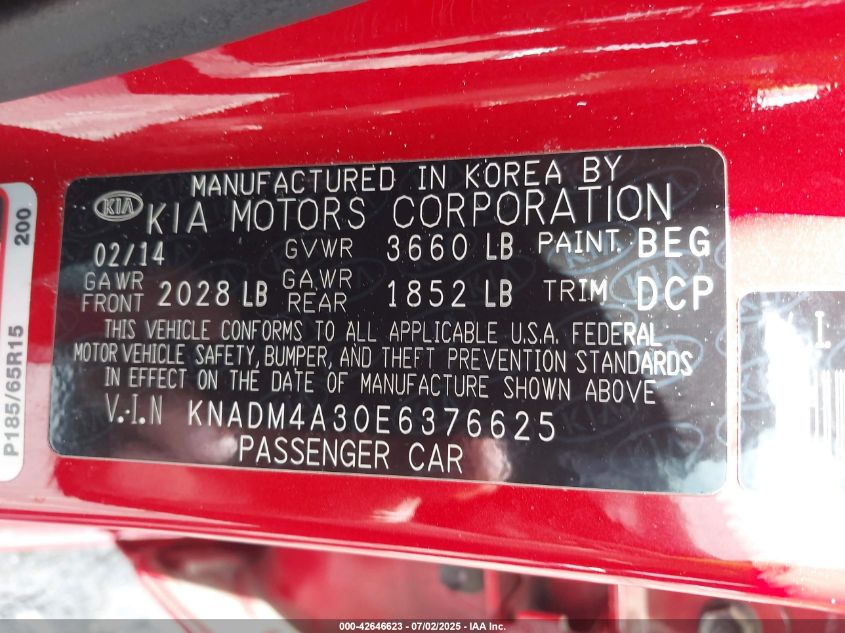 MANUFACTURED IN KOREA BY
KIA KIA MOTORS CORPORATION
02/14 GVWR 3660 LB PAINT. BEG
GAWR FRONT 2028 LB GA.WR REAR 1852 LB TRIM DCP
THIS VEHICLE CONFORMS TO ALL APPLICABLE U.S.A. FEDERAL
MOTOR VEHICLE SAFETY, BUMPER, AND THEFT PREVENTION STANDARDS
IN EFFECT ON THE DATE OF MANUFACTURE SHOWN ABOVE
V.-I.N KNADM4A30E6376625
PASSENGER CAR
P185/65R15
200
000-42646623 - 07/02/2025 - IAA Inc.